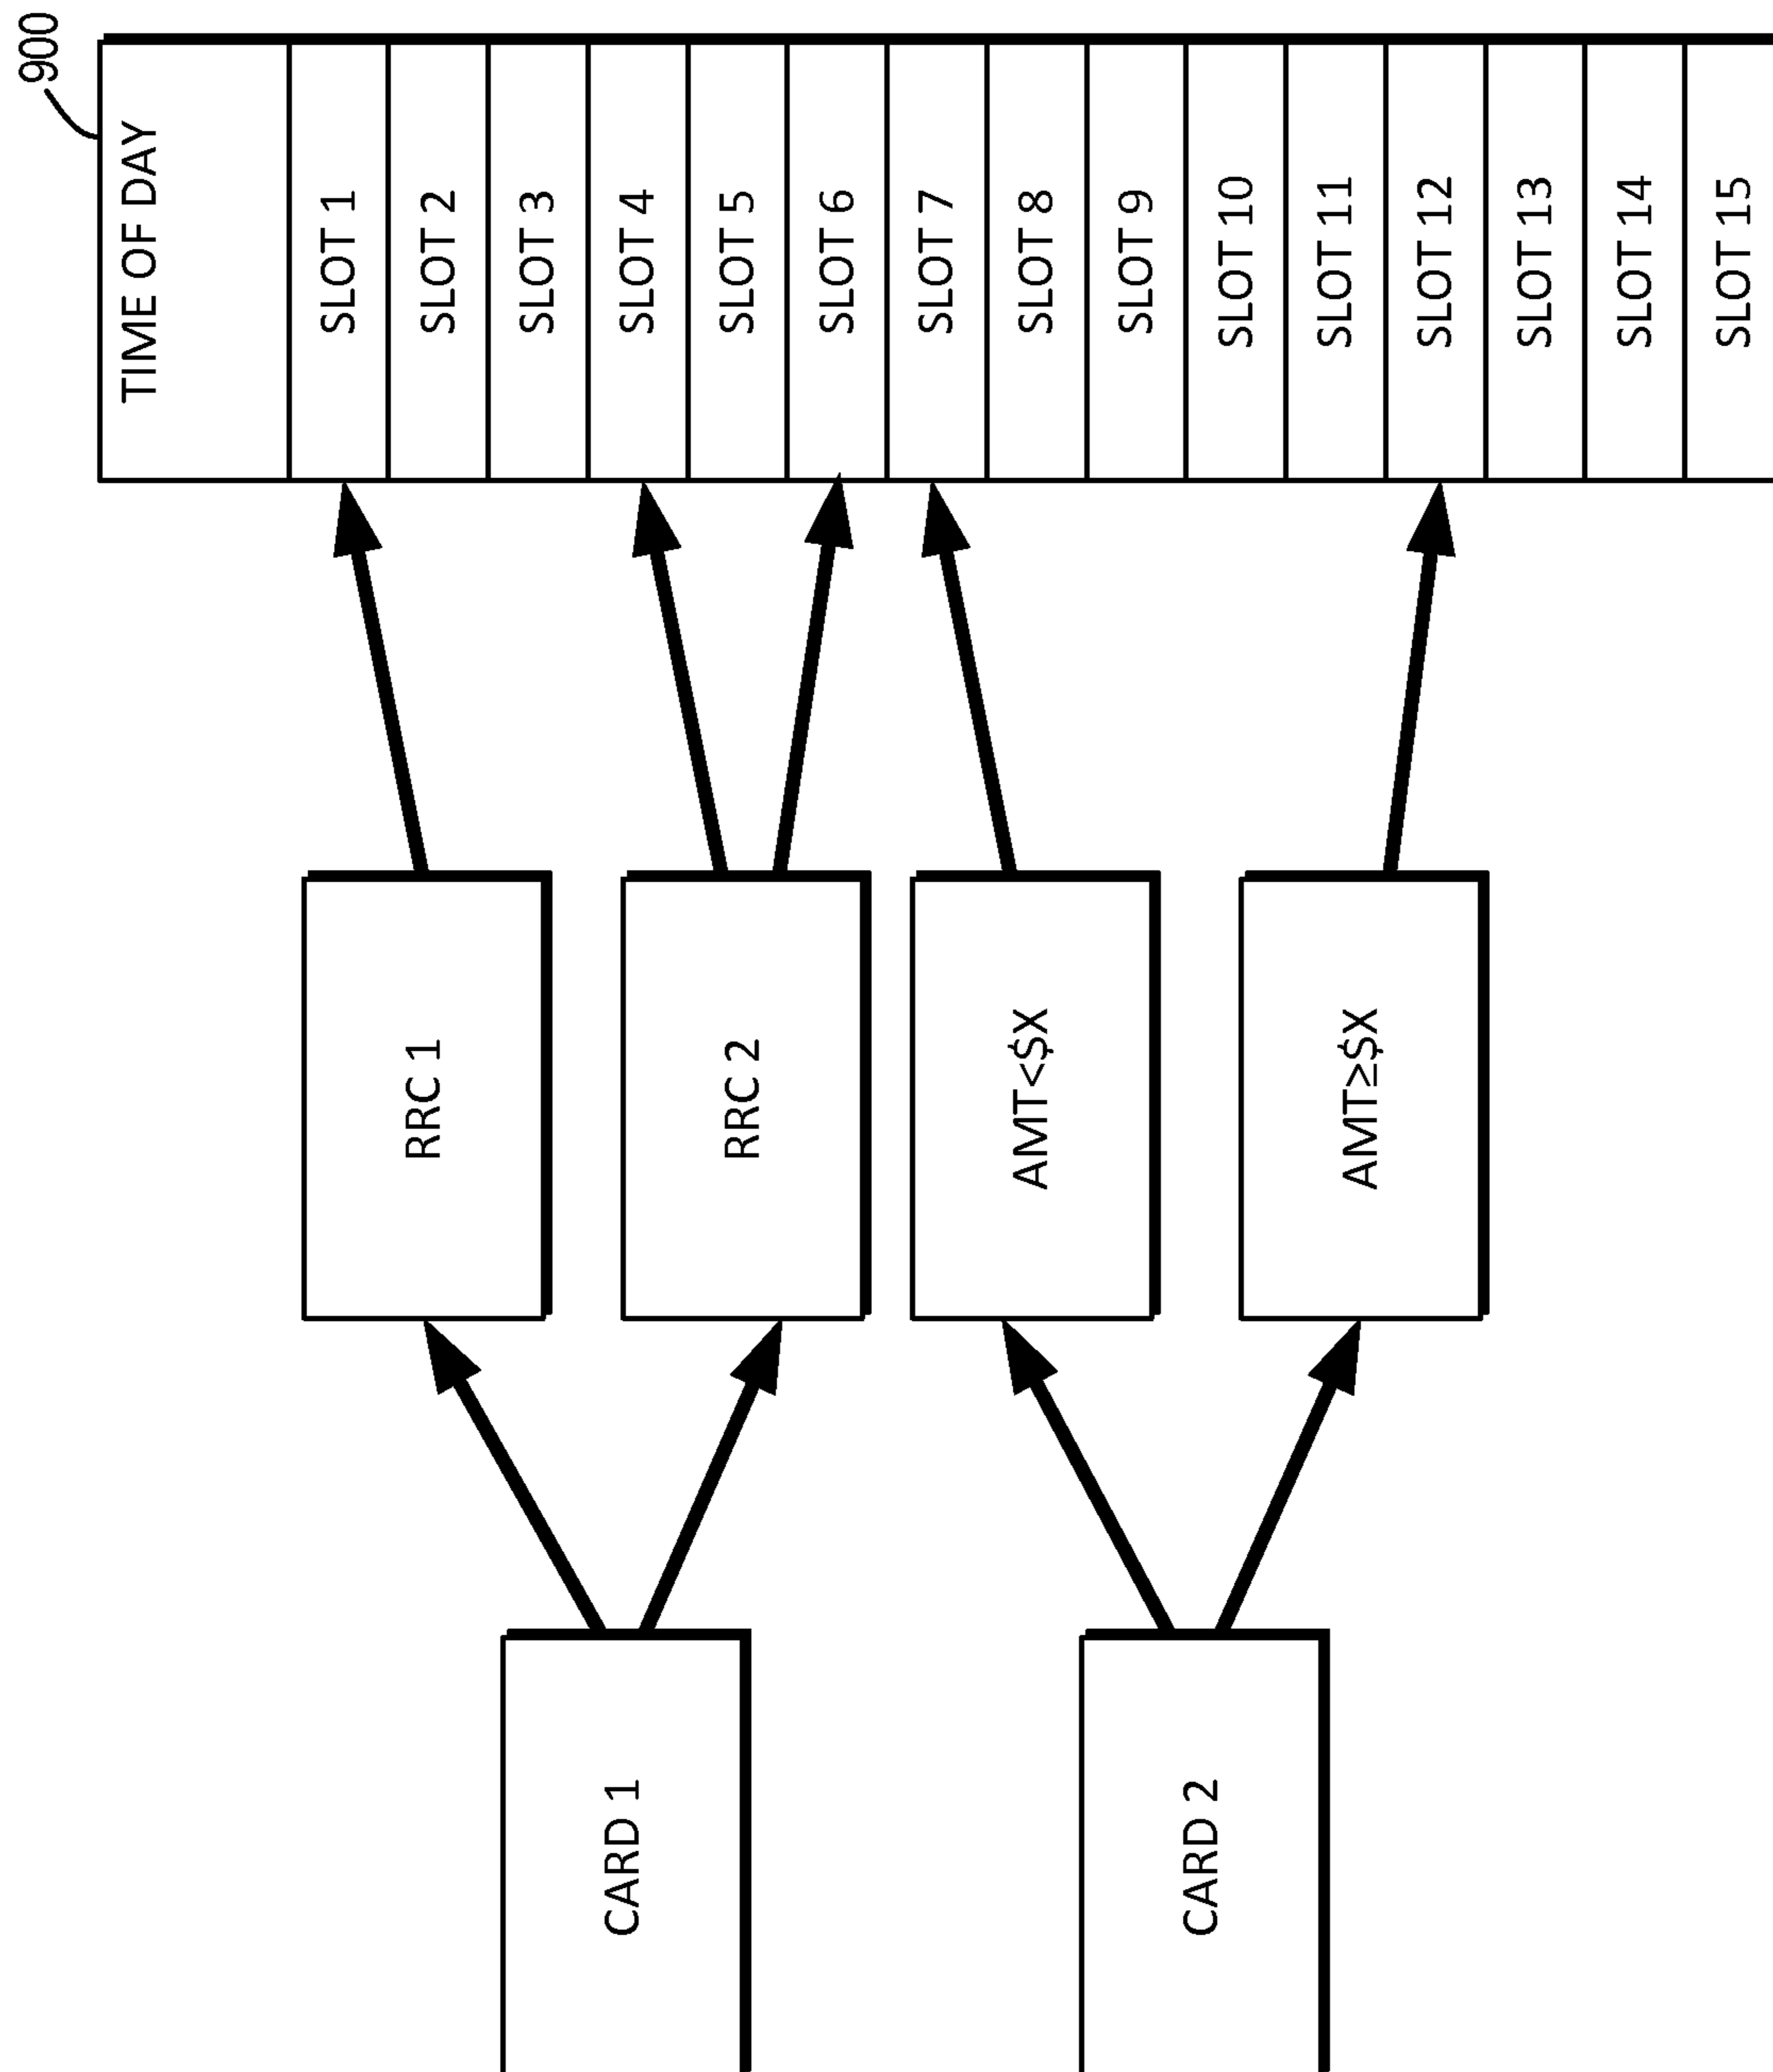 900
CARD 1
CARD 2
RRC 1
RRC 2
AMT<$X
AMT≥$X
TIME OF DAY
SLOT 1
SLOT 2
SLOT 3
SLOT 4
SLOT 5
SLOT 6
SLOT 7
SLOT 8
SLOT 9
SLOT 10
SLOT 11
SLOT 12
SLOT 13
SLOT 14
SLOT 15